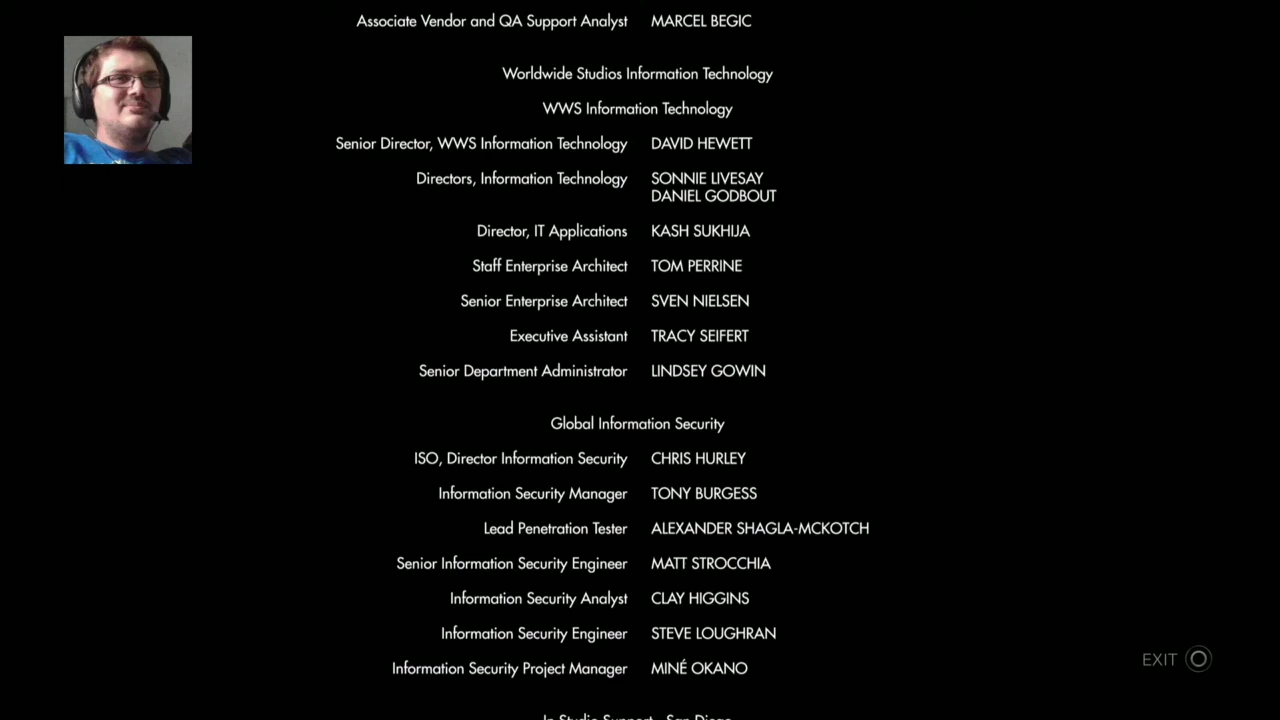 Associate Vendor and QA Support Analyst MARCEL BEGIC
Worldwide Studios Information Technology
WWS Information Technology
Senior Director, WWS Information Technology DAVID HEWETT
Directors, Information Technology SONNIE LIVESAY
DANIEL GODBOUT
Director, IT Applications KASH SUKHIJA
Staff Enterprise Architect TOM PERRINE
Senior Enterprise Architect SVEN NIELSEN
Executive Assistant TRACY SEIFERT
Senior Department Administrator LINDSEY GOWIN
Global Information Security
ISO, Director Information Security CHRIS HURLEY
Information Security Manager TONY BURGESS
Lead Penetration Tester ALEXANDER SHAGLA-MCKOTCH
Senior Information Security Engineer MATT STROCCHIA
Information Security Analyst CLAY HIGGINS
Information Security Engineer STEVE LOUGHRAN
EXIT
Information Security Project Manager MINÉ OKANO
In Studio Support - San Diego